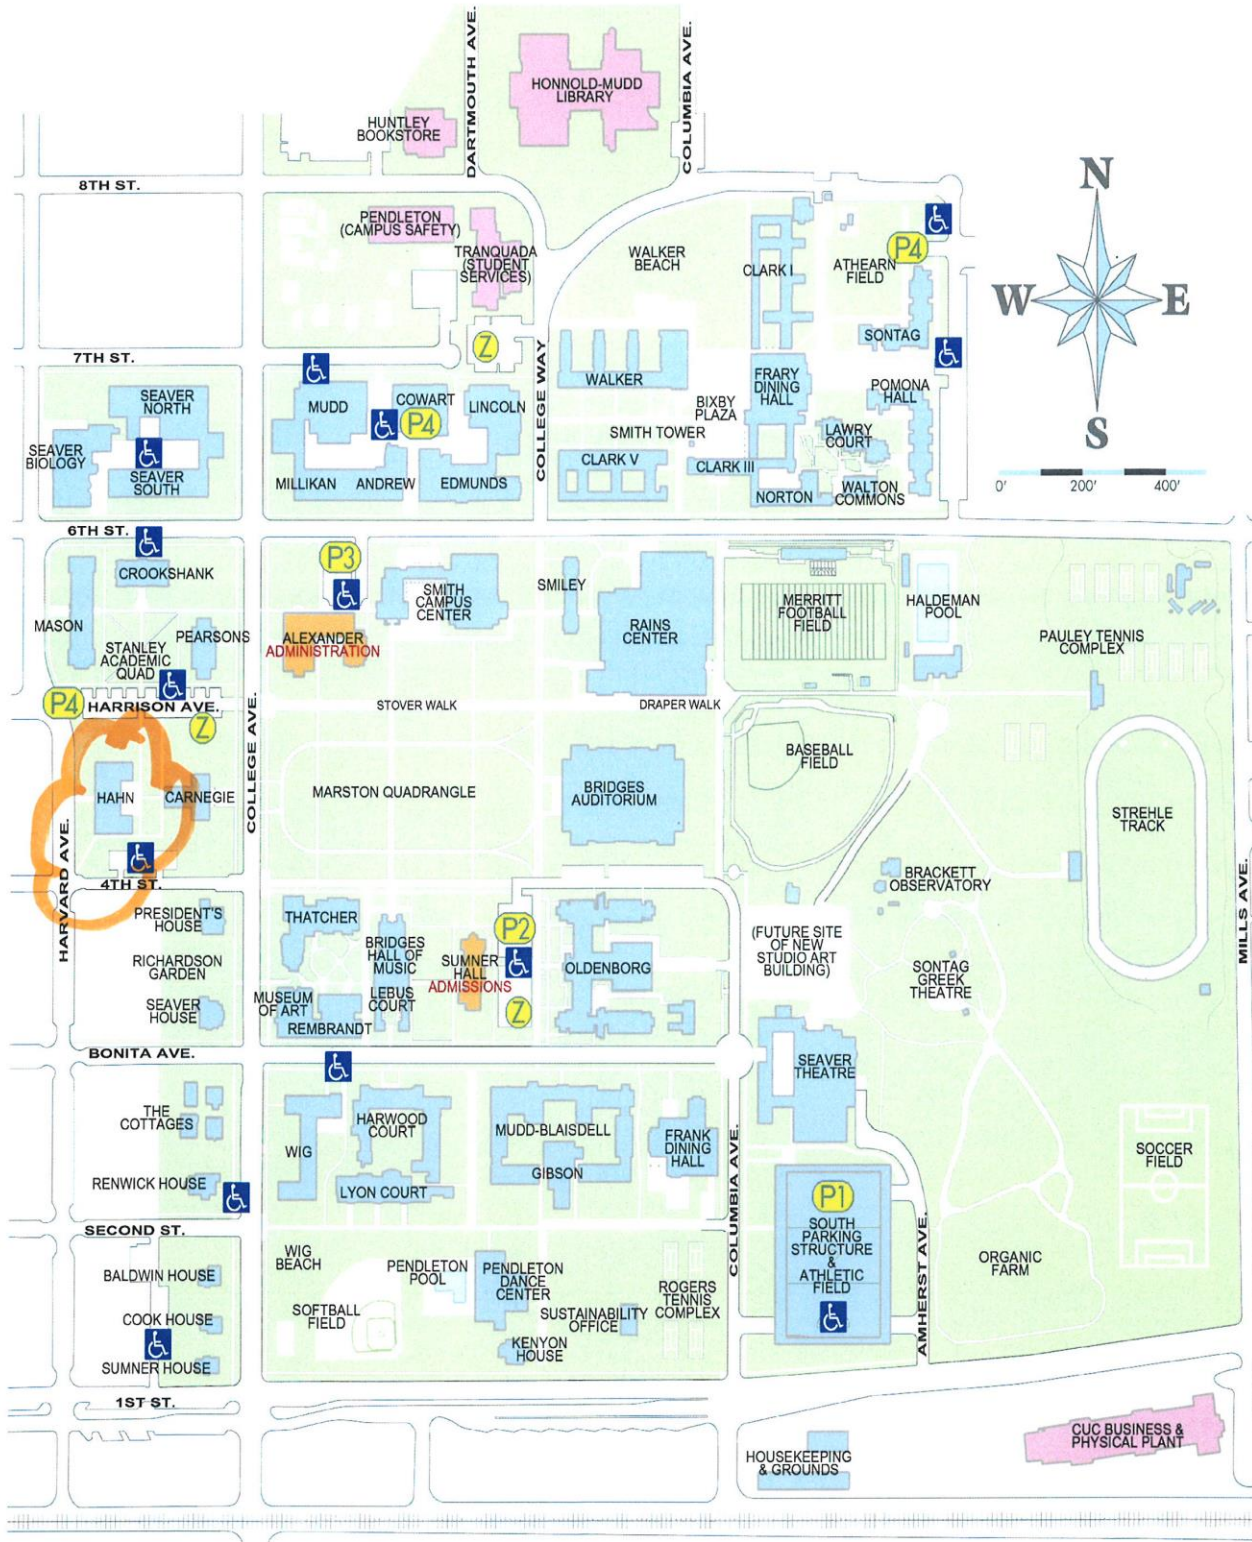 HONNOLD-MUDD
LIBRARY
DARTMOUTH AVE.
COLUMBIA AVE.
HUNTLEY
BOOKSTORE
8TH ST.
N
W
E
S
PENDLETON
(CAMPUS SAFETY)
TRANQUADA
(STUDENT
SERVICES)
WALKER
BEACH
CLARK I
ATHEARN
FIELD
P4
SONTAG
Z
7TH ST.
COLLEGE WAY
WALKER
FRARY
DINING
HALL
POMONA
HALL
BIXBY
PLAZA
SEAVER
NORTH
MUDD
COWART
P4
LINCOLN
SMITH TOWER
LAWRY
COURT
SEAVER
BIOLOGY
SEAVER
SOUTH
MILLIKAN
ANDREW
EDMUNDS
CLARK V
CLARK III
NORTON
WALTON
COMMONS
0'
200'
400'
6TH ST.
P3
CROOKSHANK
SMITH
CAMPUS
CENTER
SMILEY
RAINS
CENTER
MERRITT
FOOTBALL
FIELD
HALDEMAN
POOL
PAULEY TENNIS
COMPLEX
MASON
PEARSONS
STANLEY
ACADEMIC
QUAD
ALEXANDER
ADMINISTRATION
P4
HARRISON AVE.
Z
STOVER WALK
DRAPER WALK
COLLEGE AVE.
HAHN
CARNEGIE
MARSTON QUADRANGLE
BRIDGES
AUDITORIUM
BASEBALL
FIELD
STREHLE
TRACK
HARVARD AVE.
4TH ST.
BRACKETT
OBSERVATORY
MILLS AVE.
PRESIDENT'S
HOUSE
THATCHER
BRIDGES
HALL OF
MUSIC
P2
SUMNER
HALL
ADMISSIONS
OLDENBORG
(FUTURE SITE
OF NEW
STUDIO ART
BUILDING)
SONTAG
GREEK
THEATRE
RICHARDSON
GARDEN
SEAVER
HOUSE
MUSEUM
OF ART
LEBUS
COURT
REMBRANDT
Z
BONITA AVE.
SEAVER
THEATRE
THE
COTTAGES
WIG
HARWOOD
COURT
MUDD-BLAISDELL
GIBSON
FRANK
DINING
HALL
COLUMBIA AVE.
SOCCER
FIELD
RENWICK HOUSE
LYON COURT
P1
SOUTH
PARKING
STRUCTURE
&
ATHLETIC
FIELD
AMHERST AVE.
SECOND ST.
WIG
BEACH
PENDLETON
POOL
PENDLETON
DANCE
CENTER
ORGANIC
FARM
BALDWIN HOUSE
SOFTBALL
FIELD
SUSTAINABILITY
OFFICE
ROGERS
TENNIS
COMPLEX
COOK HOUSE
KENYON
HOUSE
SUMNER HOUSE
1ST ST.
CUC BUSINESS &
PHYSICAL PLANT
HOUSEKEEPING
& GROUNDS